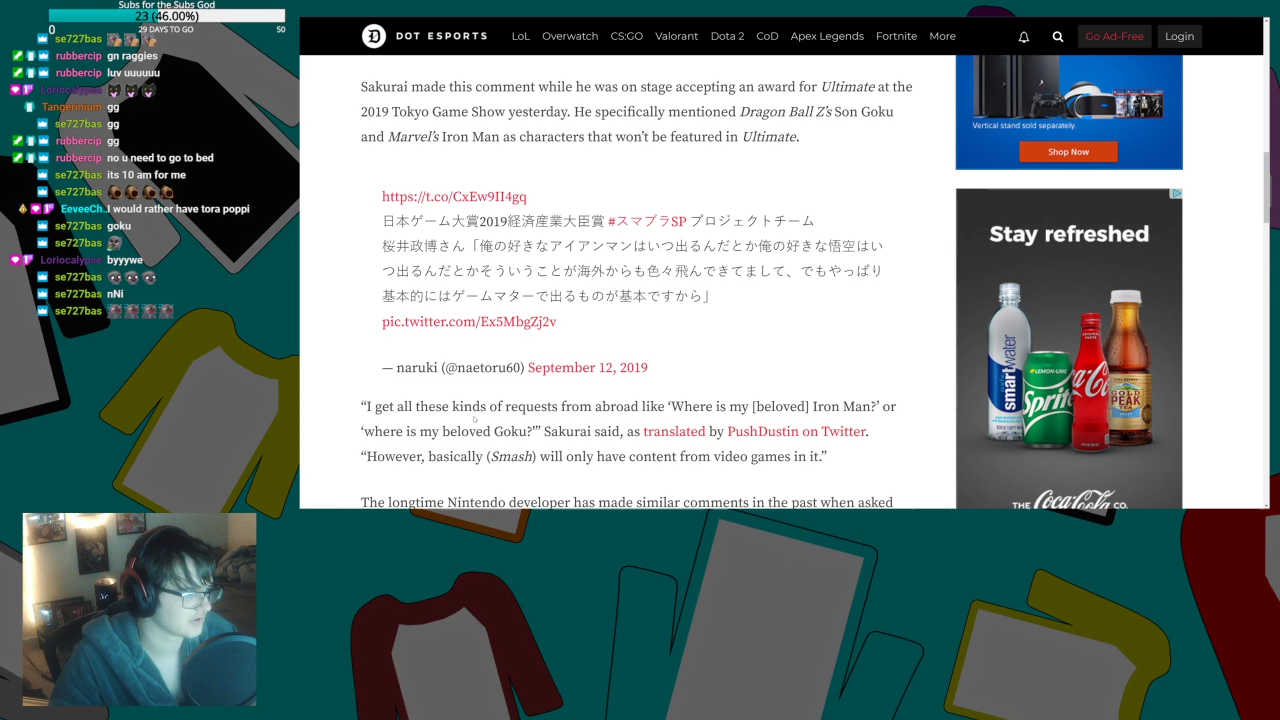 Subs for the Subs God
23 (46.00%)
0 29 DAYS TO GO 50
se727bas
rubbercip gn raggies
rubbercip luv uuuuuu
Loriocalypse
Tangerinium gg
se727bas gg
rubbercip gg
rubbercip no u need to go to bed
se727bas its 10 am for me
se727bas
EeveeCh.. I would rather have tora poppi
se727bas goku
se727bas
Loriocalypse byyywe
se727bas
se727bas nNi
se727bas
DOT ESPORTS LoL Overwatch CS:GO Valorant Dota 2 CoD Apex Legends Fortnite More Go Ad-Free Login
Sakurai made this comment while he was on stage accepting an award for Ultimate at the
2019 Tokyo Game Show yesterday. He specifically mentioned Dragon Ball Z’s Son Goku
and Marvel’s Iron Man as characters that won’t be featured in Ultimate.
https://t.co/CxEw9II4gq
日本ゲーム大賞2019経済産業大臣賞 #スマブラSP プロジェクトチーム
桜井政博さん「俺の好きなアイアンマンはいつ出るんだとか俺の好きな悟空はい
つ出るんだとかそういうことが海外からも色々飛んできてまして、でもやっぱり
基本的にはゲームマターで出るものが基本ですから」
pic.twitter.com/Ex5MbgZj2v
— naruki (@naetoru60) September 12, 2019
“I get all these kinds of requests from abroad like ‘Where is my [beloved] Iron Man?’ or
‘where is my beloved Goku?’” Sakurai said, as translated by PushDustin on Twitter.
“However, basically (Smash) will only have content from video games in it.”
The longtime Nintendo developer has made similar comments in the past when asked
Vertical stand sold separately.
Shop Now
Stay refreshed
smartwater
LEMON-LIME
Sprite
Coca-Cola
GOLD
PEAK
TEA
THE Coca-Cola CO.